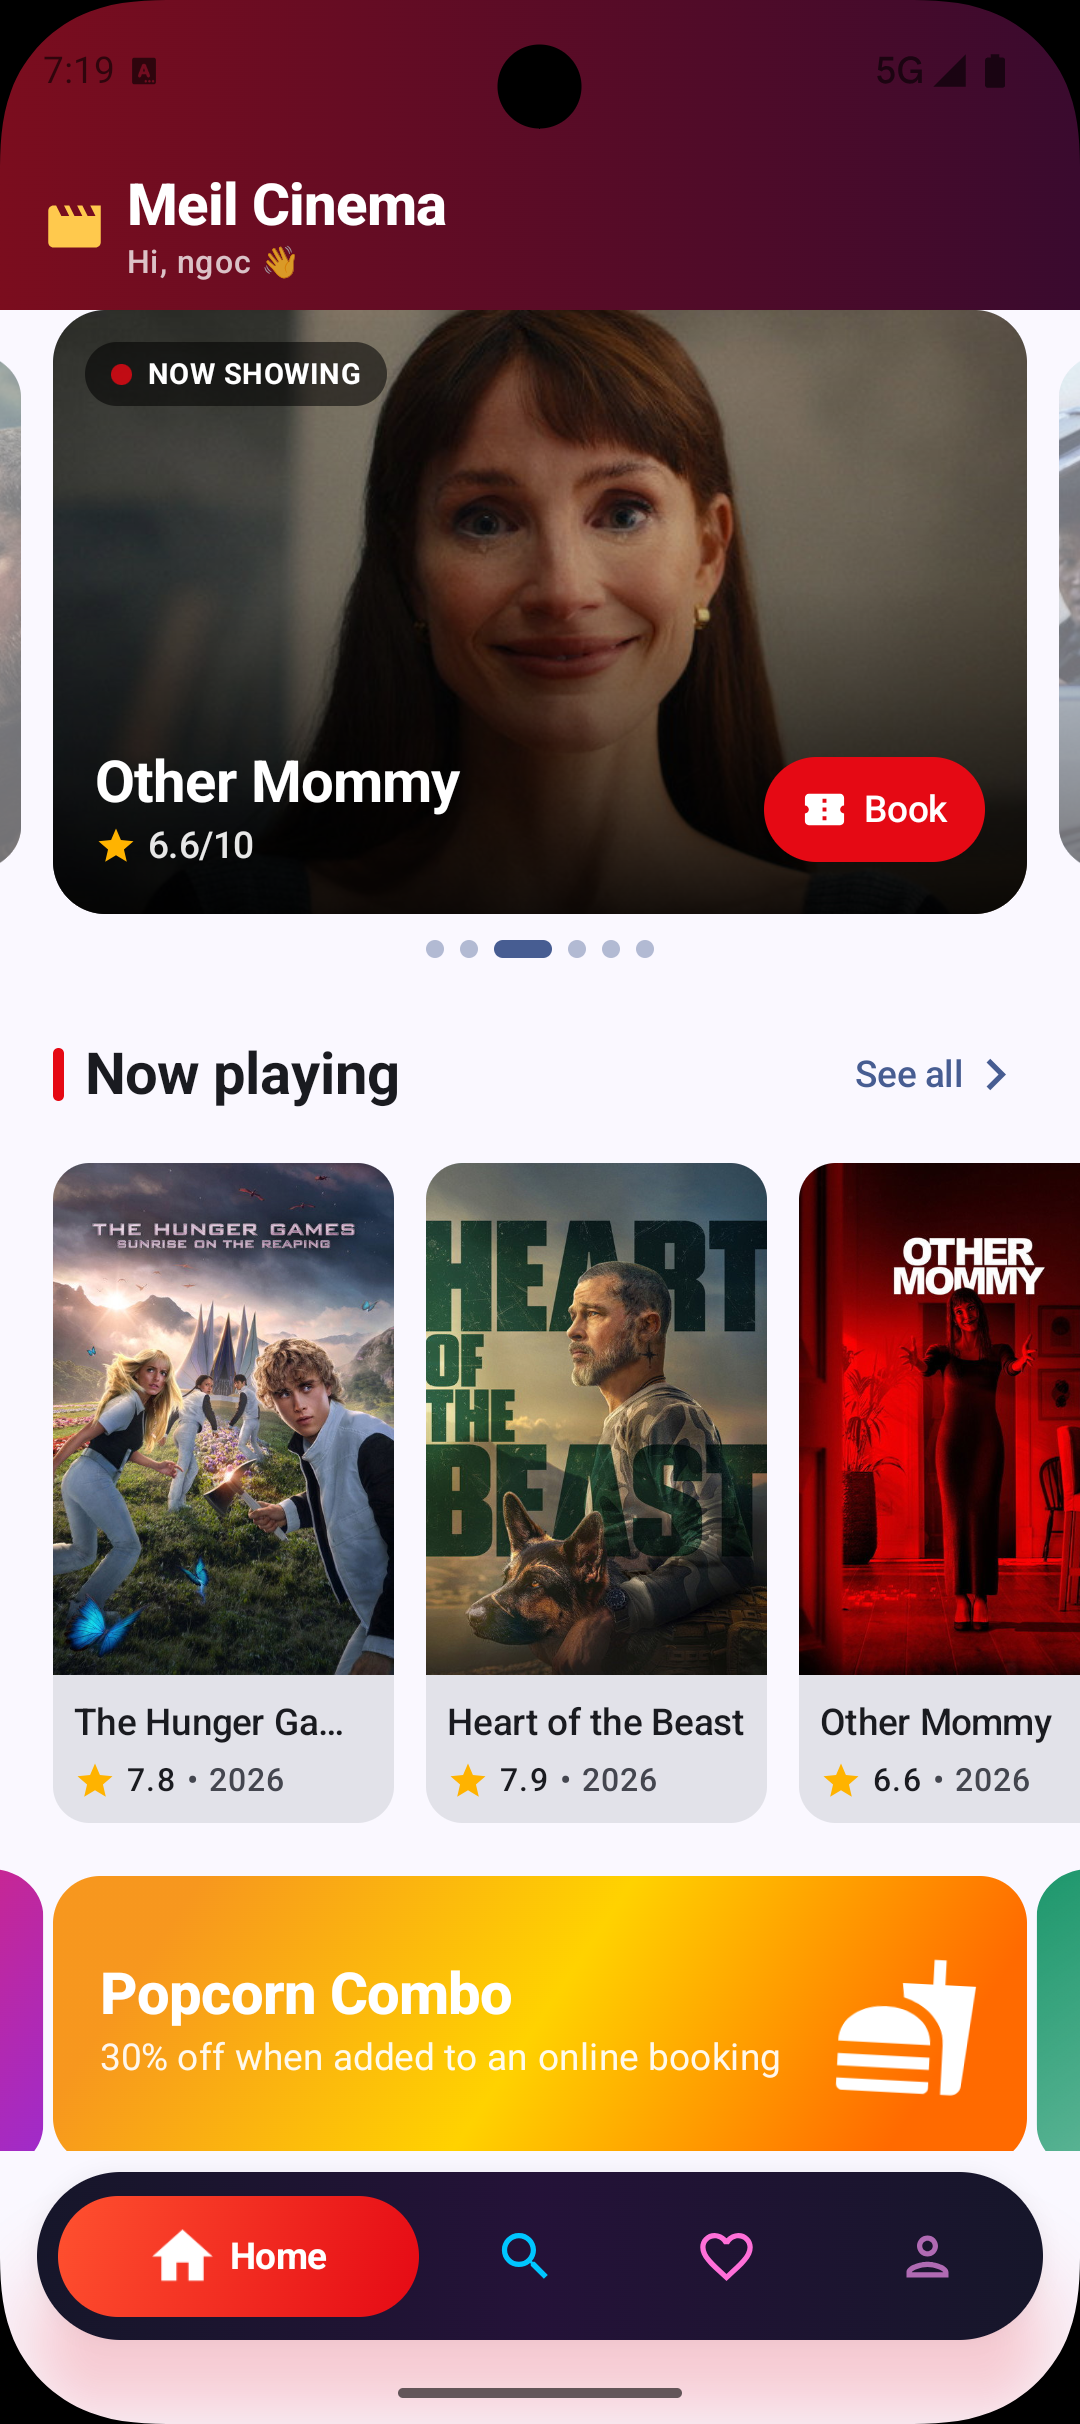 7:19
5G
Meil Cinema
Hi, ngoc 👋
NOW SHOWING
Other Mommy
6.6/10
Book
Now playing
See all
THE HUNGER GAMES
SUNRISE ON THE REAPING
HEART
OF
THE
BEAST
OTHER
MOMMY
The Hunger Ga...
7.8 • 2026
Heart of the Beast
7.9 • 2026
Other Mommy
6.6 • 2026
Popcorn Combo
30% off when added to an online booking
Home